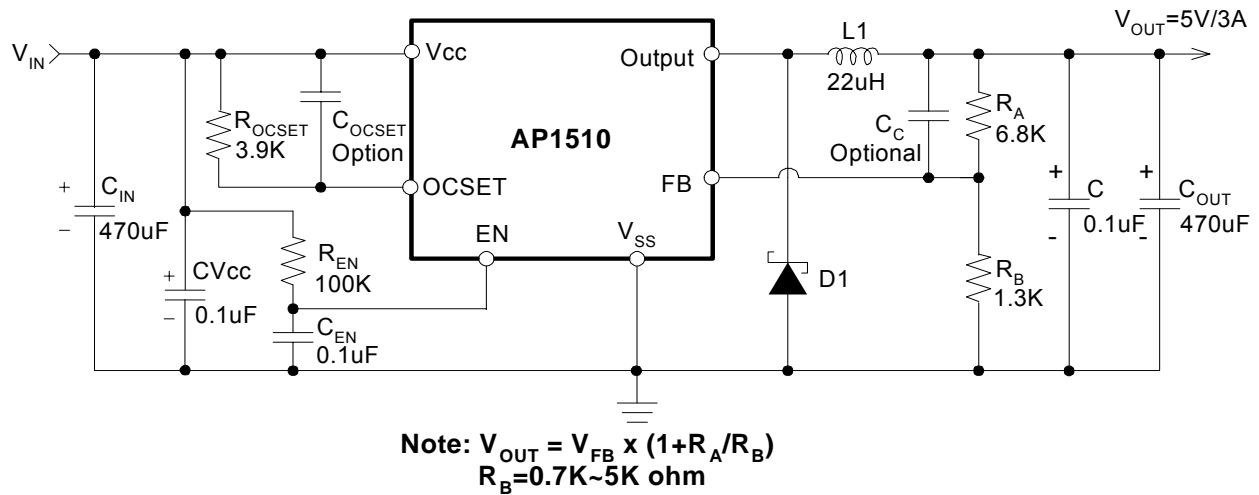 V_OUT=5V/3A
V_IN
Vcc
Output
L1
22uH
R_OCSET
3.9K
C_OCSET
Option
AP1510
C_C
Optional
R_A
6.8K
OCSET
FB
+
C_IN
470uF
–
EN
V_SS
+
C
0.1uF
-
+
C_OUT
470uF
-
R_EN
100K
+
CVcc
0.1uF
–
D1
R_B
1.3K
C_EN
0.1uF
Note: V_OUT = V_FB x (1+R_A/R_B)
R_B=0.7K~5K ohm